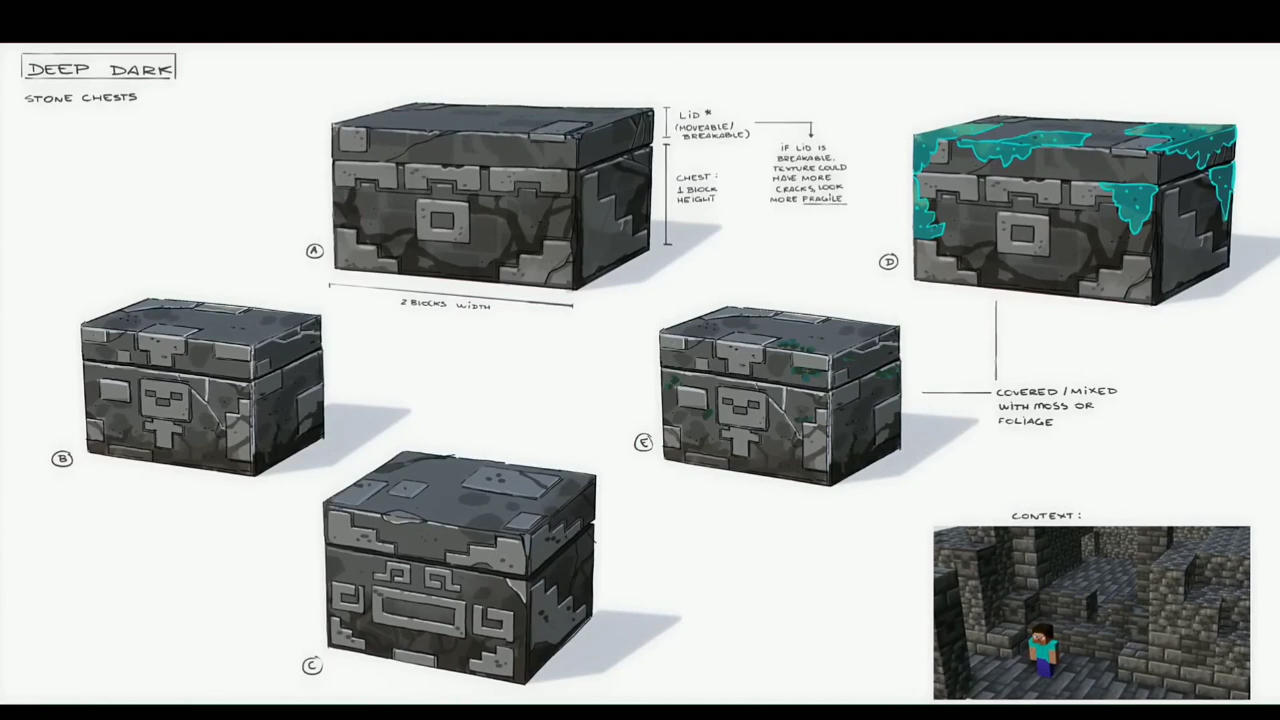 DEEP DARK
STONE CHESTS
LiD *
(MOVEABLE/
BREAKABLE)
CHEST:
1 BLOCK
HEIGHT
iF LiD iS
BREAKABLE,
TEXTURE COULD
HAVE MORE
CRACKS, LOOK
MORE FRAGiLE
A
2 BLOCKS WiDTH
D
B
E
COVERED / MiXED
WiTH MOSS OR
FOLiAGE
C
CONTEXT: